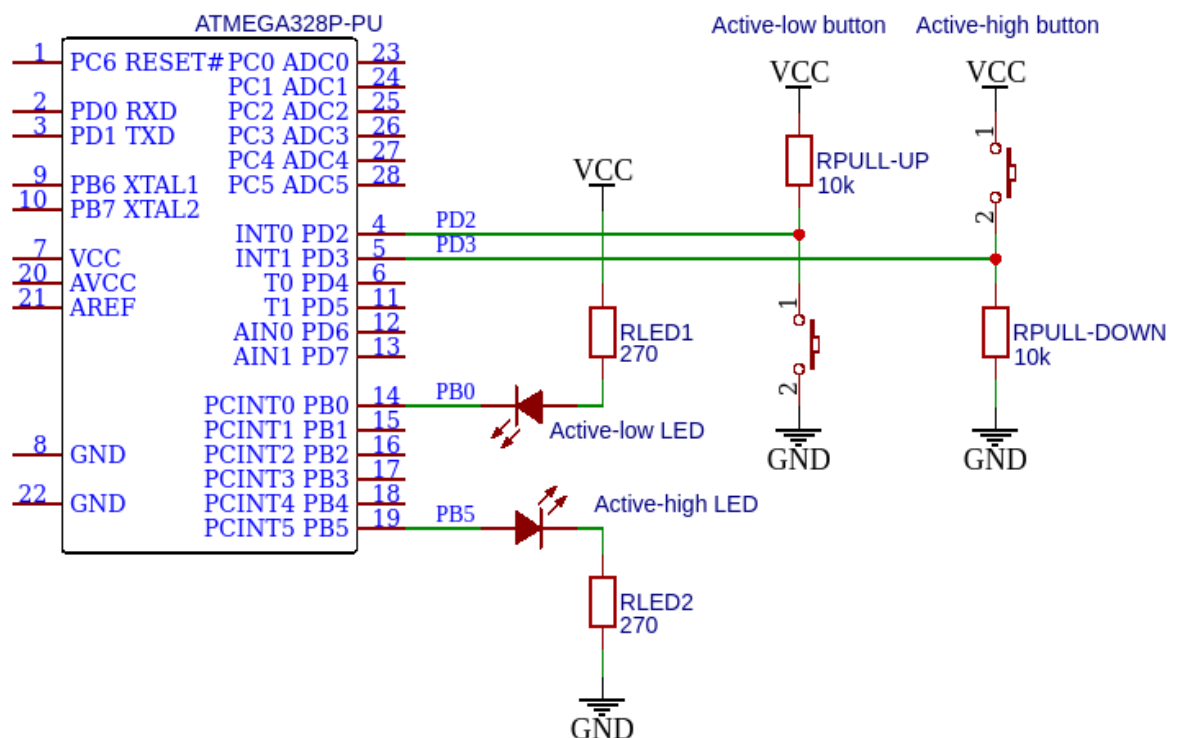 ATMEGA328P-PU
1 PC6 RESET#
2 PD0 RXD
3 PD1 TXD
9 PB6 XTAL1
10 PB7 XTAL2
7 VCC
20 AVCC
21 AREF
8 GND
22 GND
PC0 ADC0 23
PC1 ADC1 24
PC2 ADC2 25
PC3 ADC3 26
PC4 ADC4 27
PC5 ADC5 28
INT0 PD2 4 PD2
INT1 PD3 5 PD3
T0 PD4 6
T1 PD5 11
AIN0 PD6 12
AIN1 PD7 13
PCINT0 PB0 14 PB0
PCINT1 PB1 15
PCINT2 PB2 16
PCINT3 PB3 17
PCINT4 PB4 18
PCINT5 PB5 19 PB5
VCC
RLED1
270
Active-low LED
Active-high LED
RLED2
270
GND
Active-low button
VCC
RPULL-UP
10k
1
2
GND
Active-high button
VCC
1
2
RPULL-DOWN
10k
GND